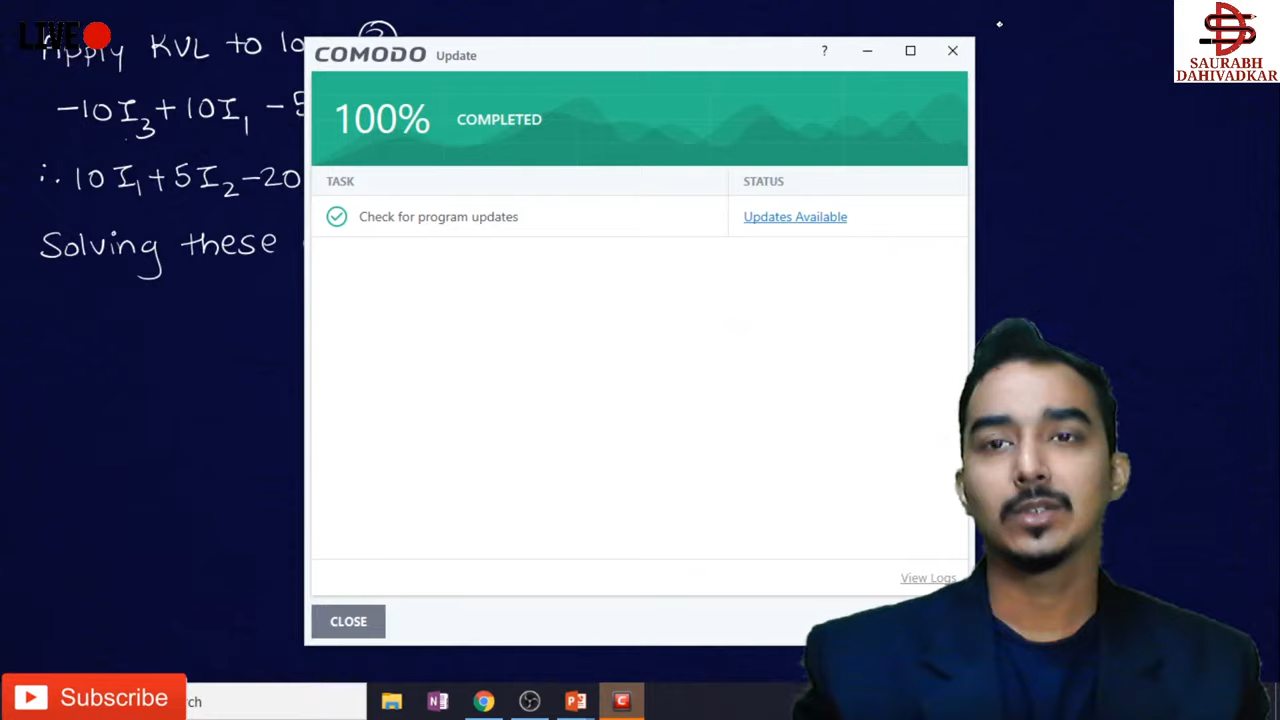 LIVE
Apply KVL to
SAURABH
DAHIVADKAR
-10I₃+10I₁ -5
∴ 10I₁+5I₂-20
Solving these
COMODO Update
?
100% COMPLETED
TASK STATUS
Check for program updates Updates Available
View Logs
CLOSE
Subscribe
ch